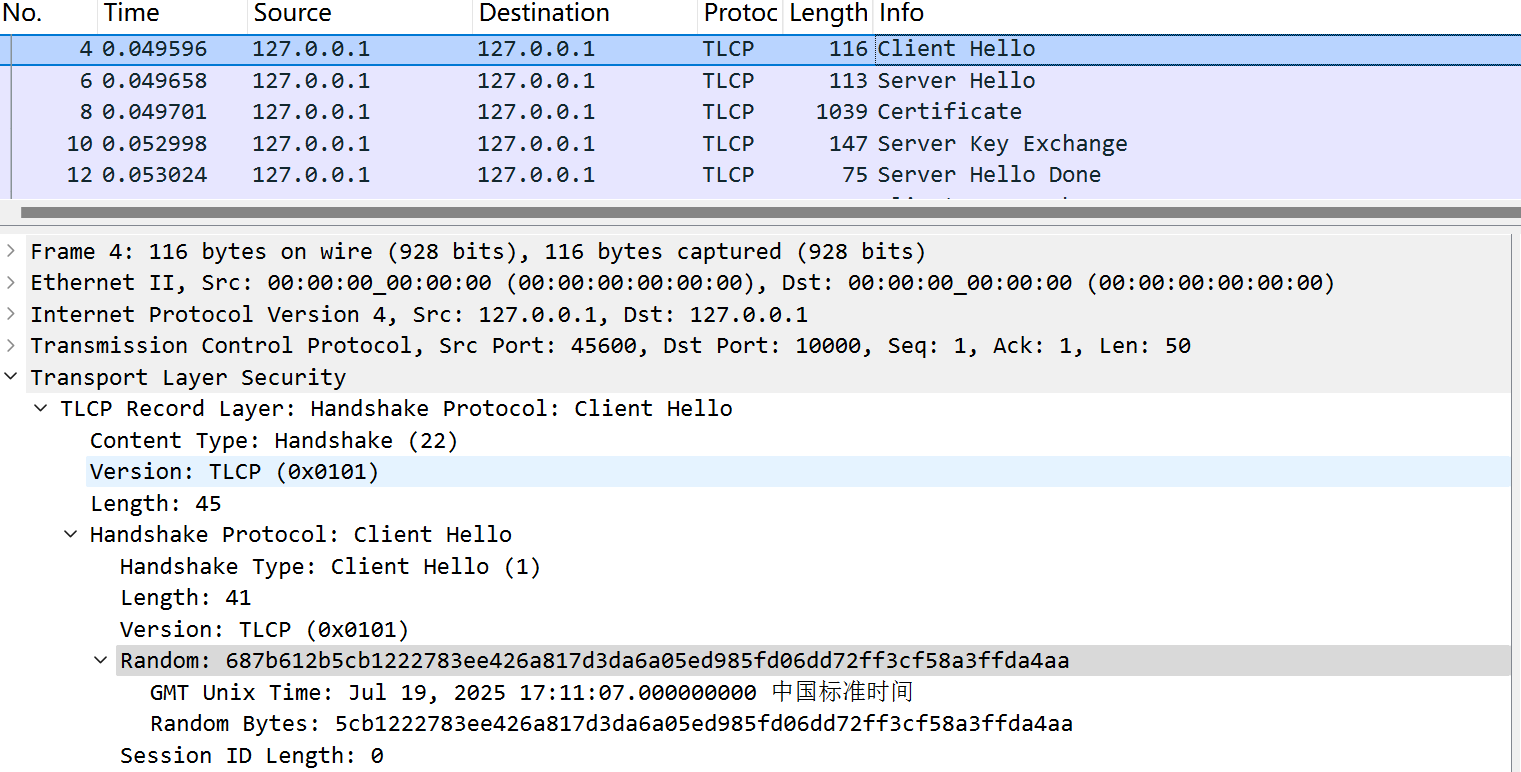 No. Time Source Destination Protoc Length Info
4 0.049596 127.0.0.1 127.0.0.1 TLCP 116 Client Hello
6 0.049658 127.0.0.1 127.0.0.1 TLCP 113 Server Hello
8 0.049701 127.0.0.1 127.0.0.1 TLCP 1039 Certificate
10 0.052998 127.0.0.1 127.0.0.1 TLCP 147 Server Key Exchange
12 0.053024 127.0.0.1 127.0.0.1 TLCP 75 Server Hello Done
Frame 4: 116 bytes on wire (928 bits), 116 bytes captured (928 bits)
Ethernet II, Src: 00:00:00_00:00:00 (00:00:00:00:00:00), Dst: 00:00:00_00:00:00 (00:00:00:00:00:00)
Internet Protocol Version 4, Src: 127.0.0.1, Dst: 127.0.0.1
Transmission Control Protocol, Src Port: 45600, Dst Port: 10000, Seq: 1, Ack: 1, Len: 50
Transport Layer Security
TLCP Record Layer: Handshake Protocol: Client Hello
Content Type: Handshake (22)
Version: TLCP (0x0101)
Length: 45
Handshake Protocol: Client Hello
Handshake Type: Client Hello (1)
Length: 41
Version: TLCP (0x0101)
Random: 687b612b5cb1222783ee426a817d3da6a05ed985fd06dd72ff3cf58a3ffda4aa
GMT Unix Time: Jul 19, 2025 17:11:07.000000000 中国标准时间
Random Bytes: 5cb1222783ee426a817d3da6a05ed985fd06dd72ff3cf58a3ffda4aa
Session ID Length: 0